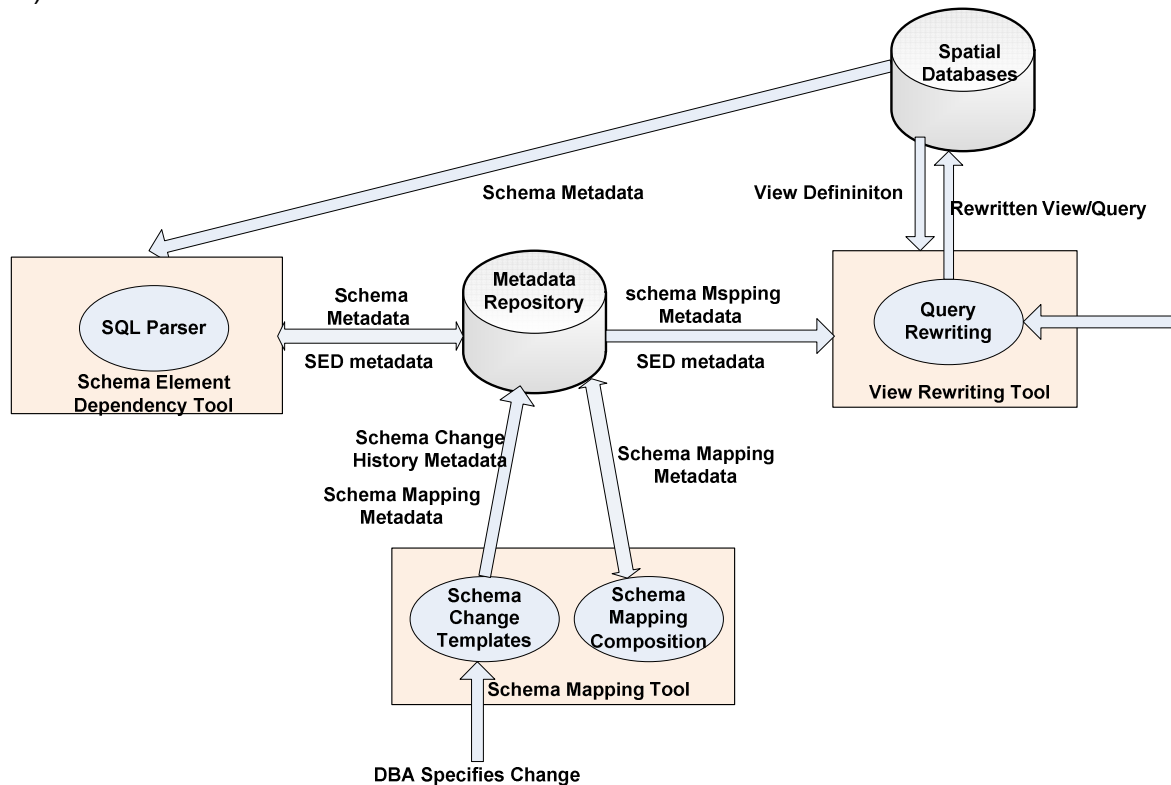 )
Spatial
Databases
Schema Metadata
View Defininiton
Rewritten View/Query
Metadata
Repository
Schema
Metadata
SED metadata
schema Mspping
Metadata
SED metadata
SQL Parser
Schema Element
Dependency Tool
Query
Rewriting
View Rewriting Tool
Schema Change
History Metadata
Schema Mapping
Metadata
Schema Mapping
Metadata
Schema
Change
Templates
Schema
Mapping
Composition
Schema Mapping Tool
DBA Specifies Change